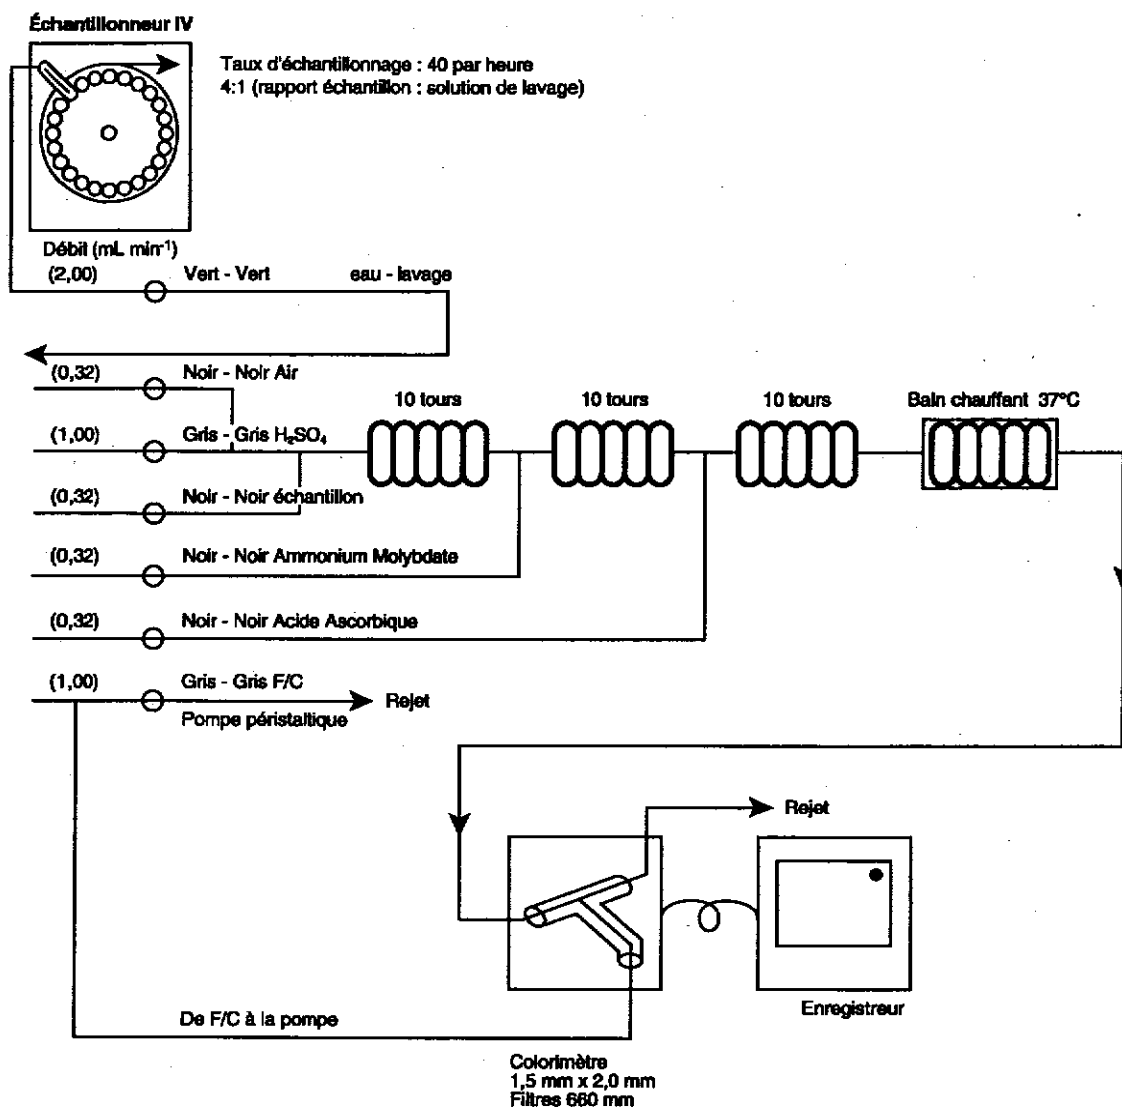 Échantillonneur IV
Taux d'échantillonnage : 40 par heure
4:1 (rapport échantillon : solution de lavage)
Débit (mL min⁻¹)
(2,00) Vert - Vert eau - lavage
(0,32) Noir - Noir Air
10 tours 10 tours 10 tours Bain chauffant 37°C
(1,00) Gris - Gris H₂SO₄
(0,32) Noir - Noir échantillon
(0,32) Noir - Noir Ammonium Molybdate
(0,32) Noir - Noir Acide Ascorbique
(1,00) Gris - Gris F/C Rejet
Pompe péristaltique
Rejet
Enregistreur
De F/C à la pompe
Colorimètre
1,5 mm x 2,0 mm
Filtres 660 mm